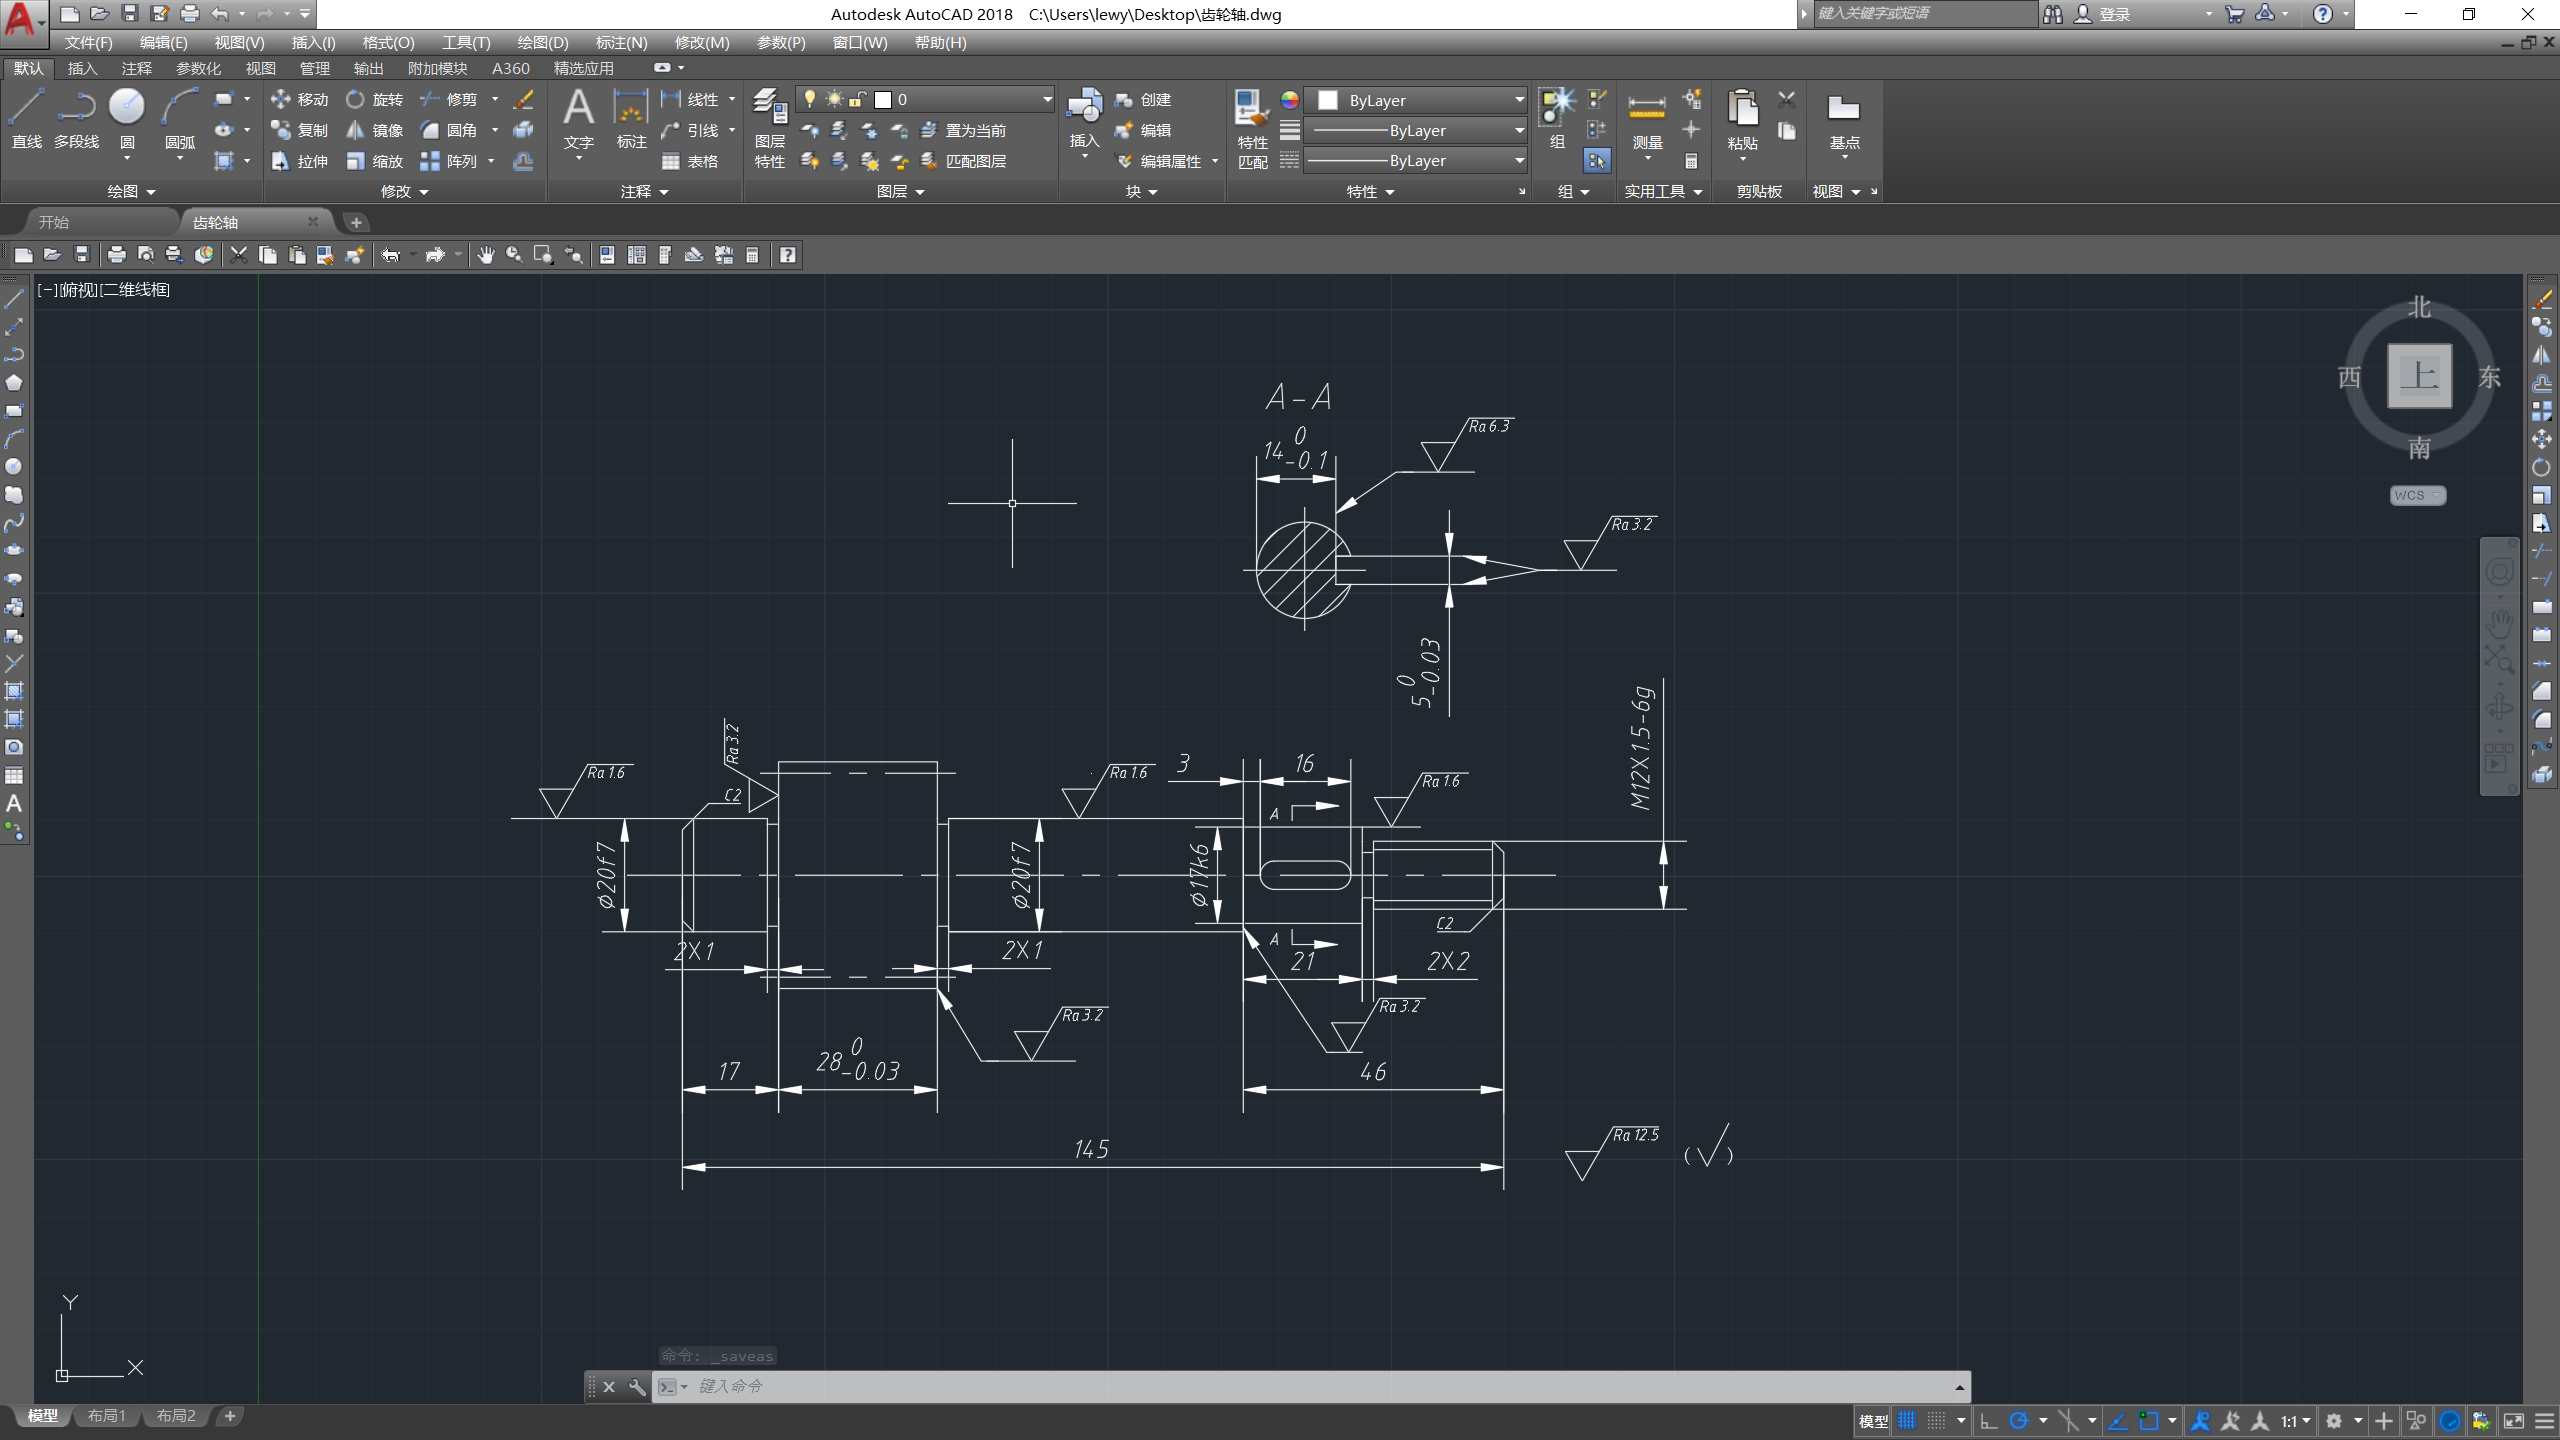 Autodesk AutoCAD 2018 C:\Users\lewy\Desktop\齿轮轴.dwg
键入关键字或短语
登录
文件(F) 编辑(E) 视图(V) 插入(I) 格式(O) 工具(T) 绘图(D) 标注(N) 修改(M) 参数(P) 窗口(W) 帮助(H)
默认 插入 注释 参数化 视图 管理 输出 附加模块 A360 精选应用
直线 多段线 圆 圆弧
移动 旋转 修剪
复制 镜像 圆角
拉伸 缩放 阵列
文字 标注
线性
引线
表格
图层特性
0
置为当前
匹配图层
插入
创建
编辑
编辑属性
特性匹配
ByLayer
ByLayer
ByLayer
组
测量
粘贴
基点
绘图 修改 注释 图层 块 特性 组 实用工具 剪贴板 视图
开始 齿轮轴
[−][俯视][二维线框]
北
西 上 东
南
WCS
A-A
Ra 6.3
14 0 -0.1
Ra 3.2
5 0 -0.03
M12X1.5-6g
Ra 3.2
Ra 1.6
C2
Ra 1.6
3
16
Ra 1.6
A
ϕ20f7
ϕ20f7
ϕ17k6
C2
A
2X1
2X1
21
2X2
Ra 3.2
Ra 3.2
17
28 0 -0.03
46
145
Ra 12.5
(√)
Y
X
命令: _saveas
键入命令
模型 布局1 布局2
模型
1:1